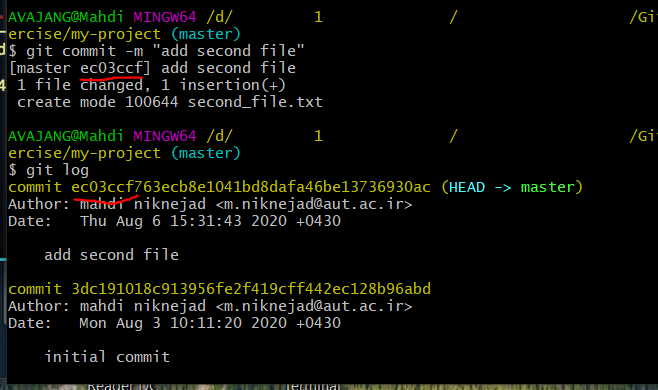 AVAJANG@Mahdi MINGW64 /d/ 1 / /Git
ercise/my-project (master)
$ git commit -m "add second file"
[master ec03ccf] add second file
1 file changed, 1 insertion(+)
create mode 100644 second_file.txt
AVAJANG@Mahdi MINGW64 /d/ 1 / /Gi
ercise/my-project (master)
$ git log
commit ec03ccf763ecb8e1041bd8dafa46be13736930ac (HEAD -> master)
Author: mahdi niknejad <m.niknejad@aut.ac.ir>
Date: Thu Aug 6 15:31:43 2020 +0430
add second file
commit 3dc191018c913956fe2f419cff442ec128b96abd
Author: mahdi niknejad <m.niknejad@aut.ac.ir>
Date: Mon Aug 3 10:11:20 2020 +0430
initial commit